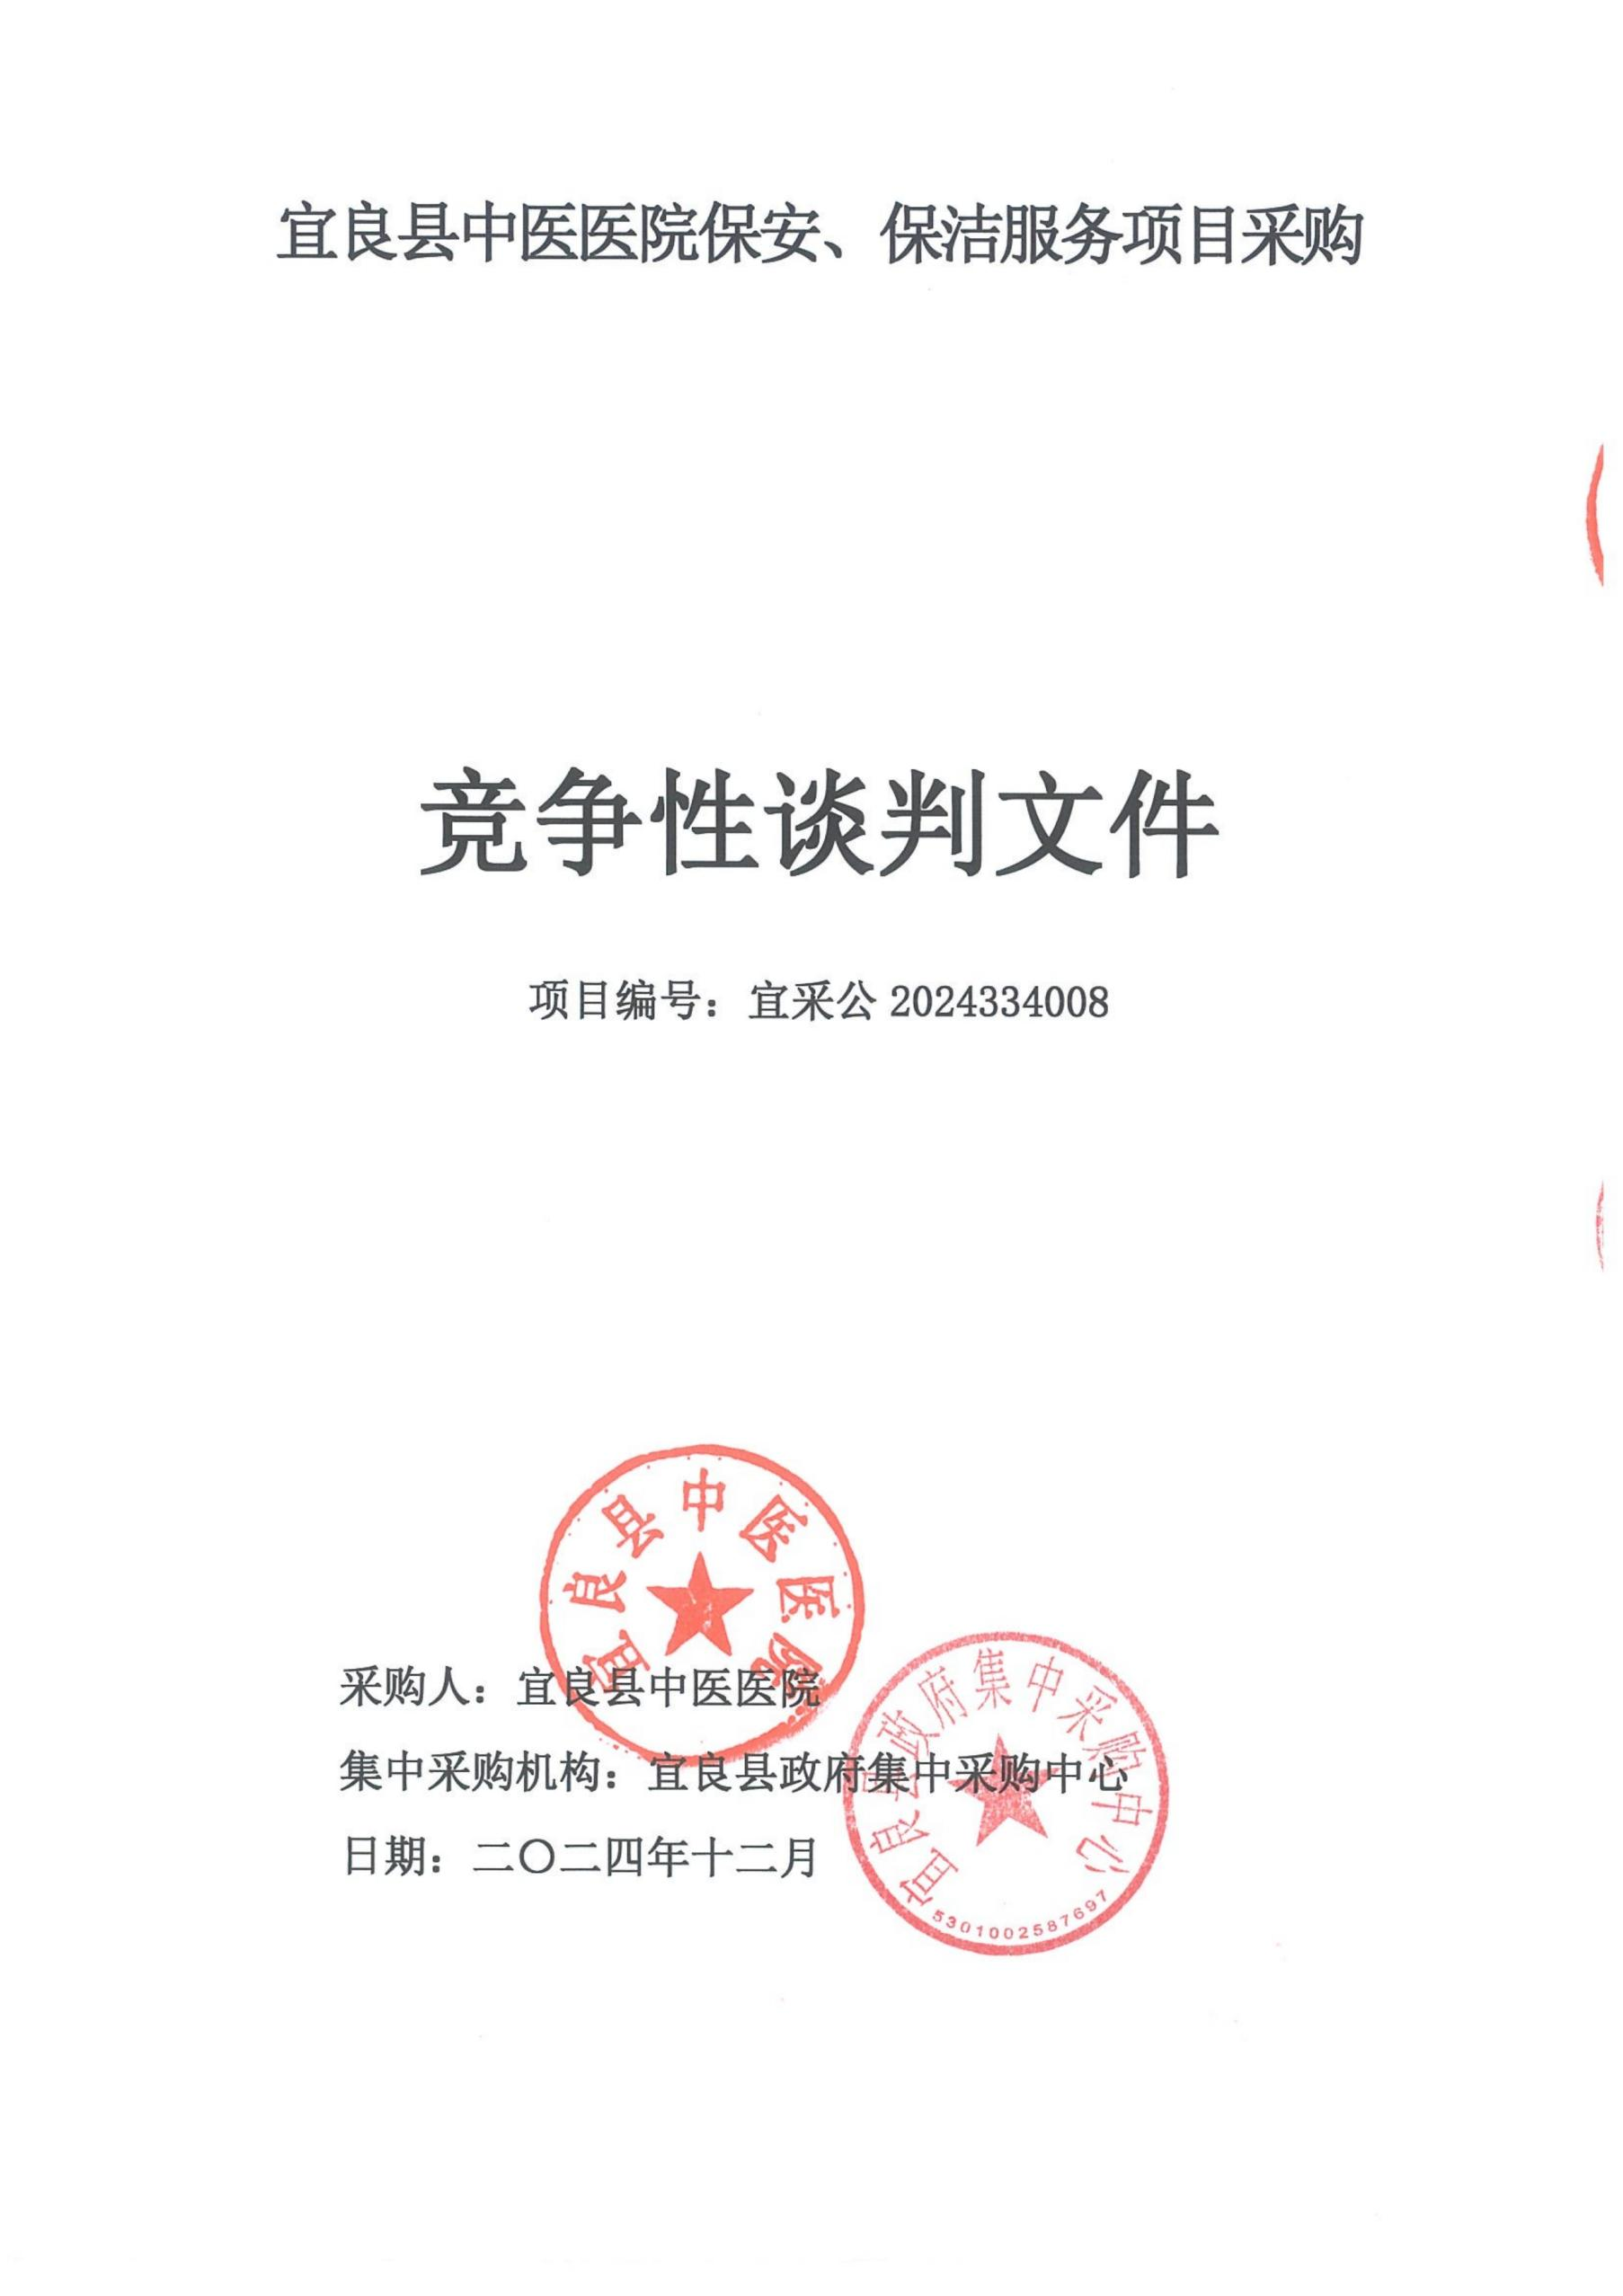 宜良县中医医院保安、保洁服务项目采购
竞争性谈判文件
项目编号：宜采公 2024334008
宜良县中医医院
采购人：宜良县中医医院
宜良县政府集中采购中心
集中采购机构：宜良县政府集中采购中心
日期：二〇二四年十二月
5301002587697